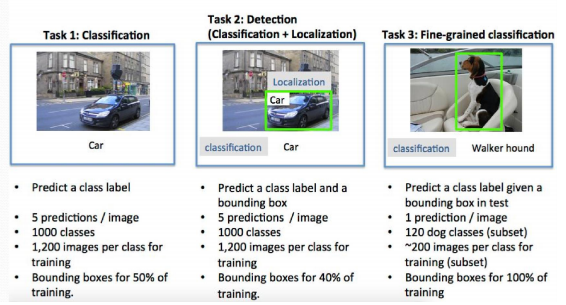 Task 1: Classification
Car
• Predict a class label
• 5 predictions / image
• 1000 classes
• 1,200 images per class for
training
• Bounding boxes for 50% of
training.
Task 2: Detection
(Classification + Localization)
Localization
Car
classification
Car
• Predict a class label and a
bounding box
• 5 predictions / image
• 1000 classes
• 1,200 images per class for
training
• Bounding boxes for 40% of
training.
Task 3: Fine-grained classification
classification
Walker hound
• Predict a class label given a
bounding box in test
• 1 prediction / image
• 120 dog classes (subset)
• ~200 images per class for
training (subset)
• Bounding boxes for 100% of
training